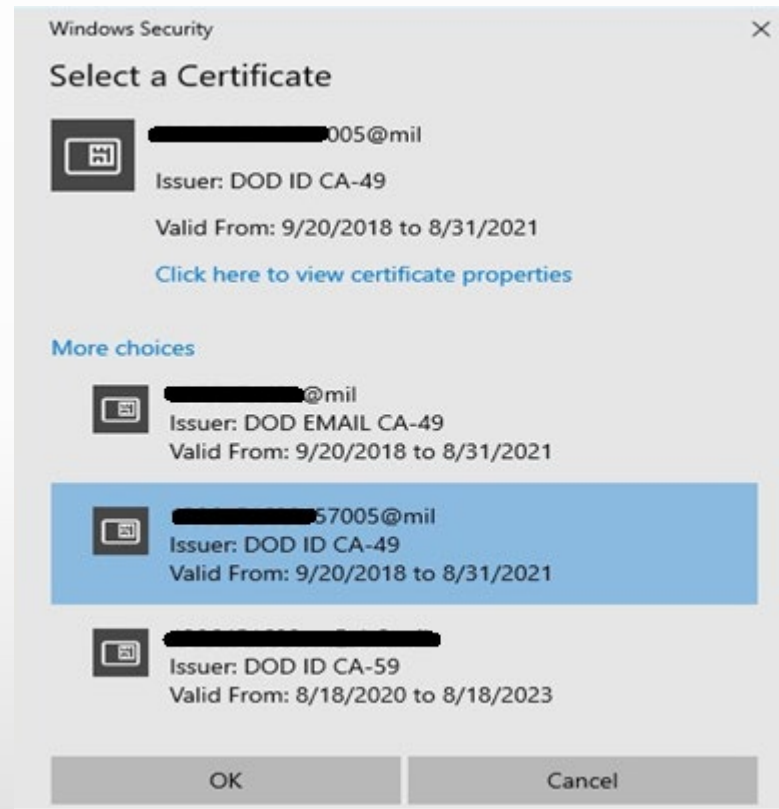 Windows Security
Select a Certificate
005@mil
Issuer: DOD ID CA-49
Valid From: 9/20/2018 to 8/31/2021
Click here to view certificate properties
More choices
@mil
Issuer: DOD EMAIL CA-49
Valid From: 9/20/2018 to 8/31/2021
57005@mil
Issuer: DOD ID CA-49
Valid From: 9/20/2018 to 8/31/2021
Issuer: DOD ID CA-59
Valid From: 8/18/2020 to 8/18/2023
OK
Cancel